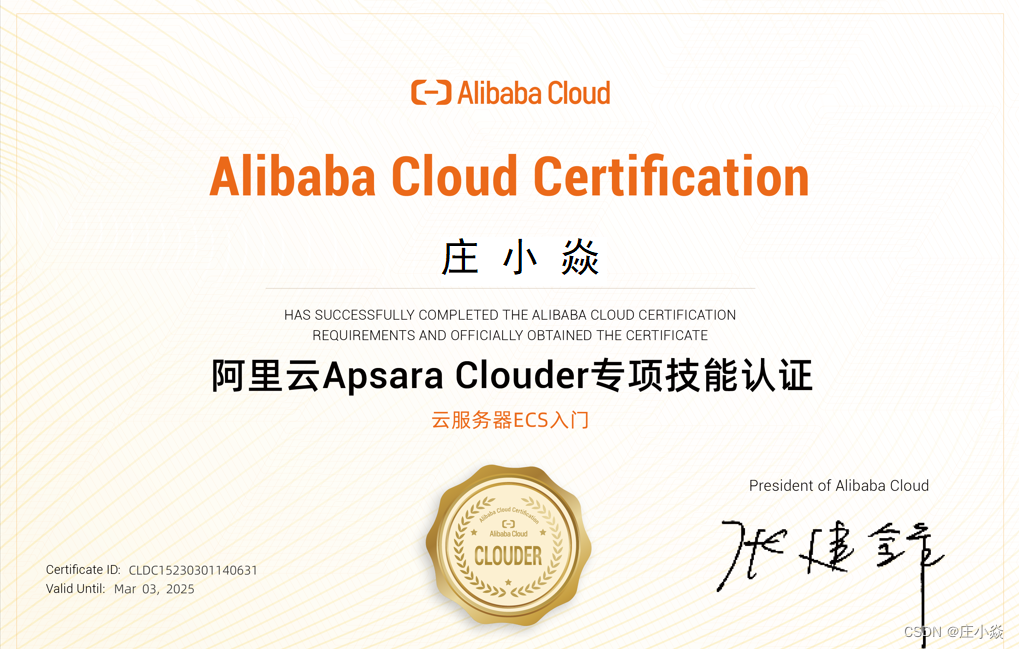 Alibaba Cloud
Alibaba Cloud Certification
庄 小 焱
HAS SUCCESSFULLY COMPLETED THE ALIBABA CLOUD CERTIFICATION
REQUIREMENTS AND OFFICIALLY OBTAINED THE CERTIFICATE
阿里云Apsara Clouder专项技能认证
云服务器ECS入门
Alibaba Cloud Certification
Alibaba Cloud
CLOUDER
President of Alibaba Cloud
Certificate ID: CLDC15230301140631
Valid Until: Mar 03, 2025
CSDN @庄小焱